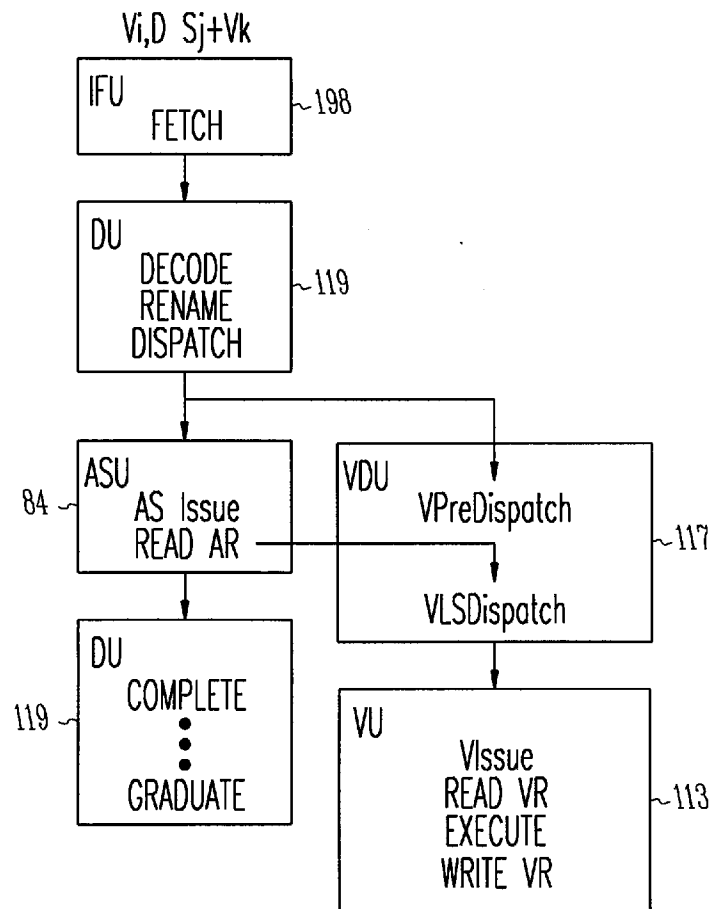 Vi,D Sj+Vk
IFU
FETCH
198
DU
DECODE
RENAME
DISPATCH
119
ASU
AS Issue
READ AR
84
VDU
VPreDispatch
VLSDispatch
117
DU
COMPLETE
GRADUATE
119
VU
VIssue
READ VR
EXECUTE
WRITE VR
113